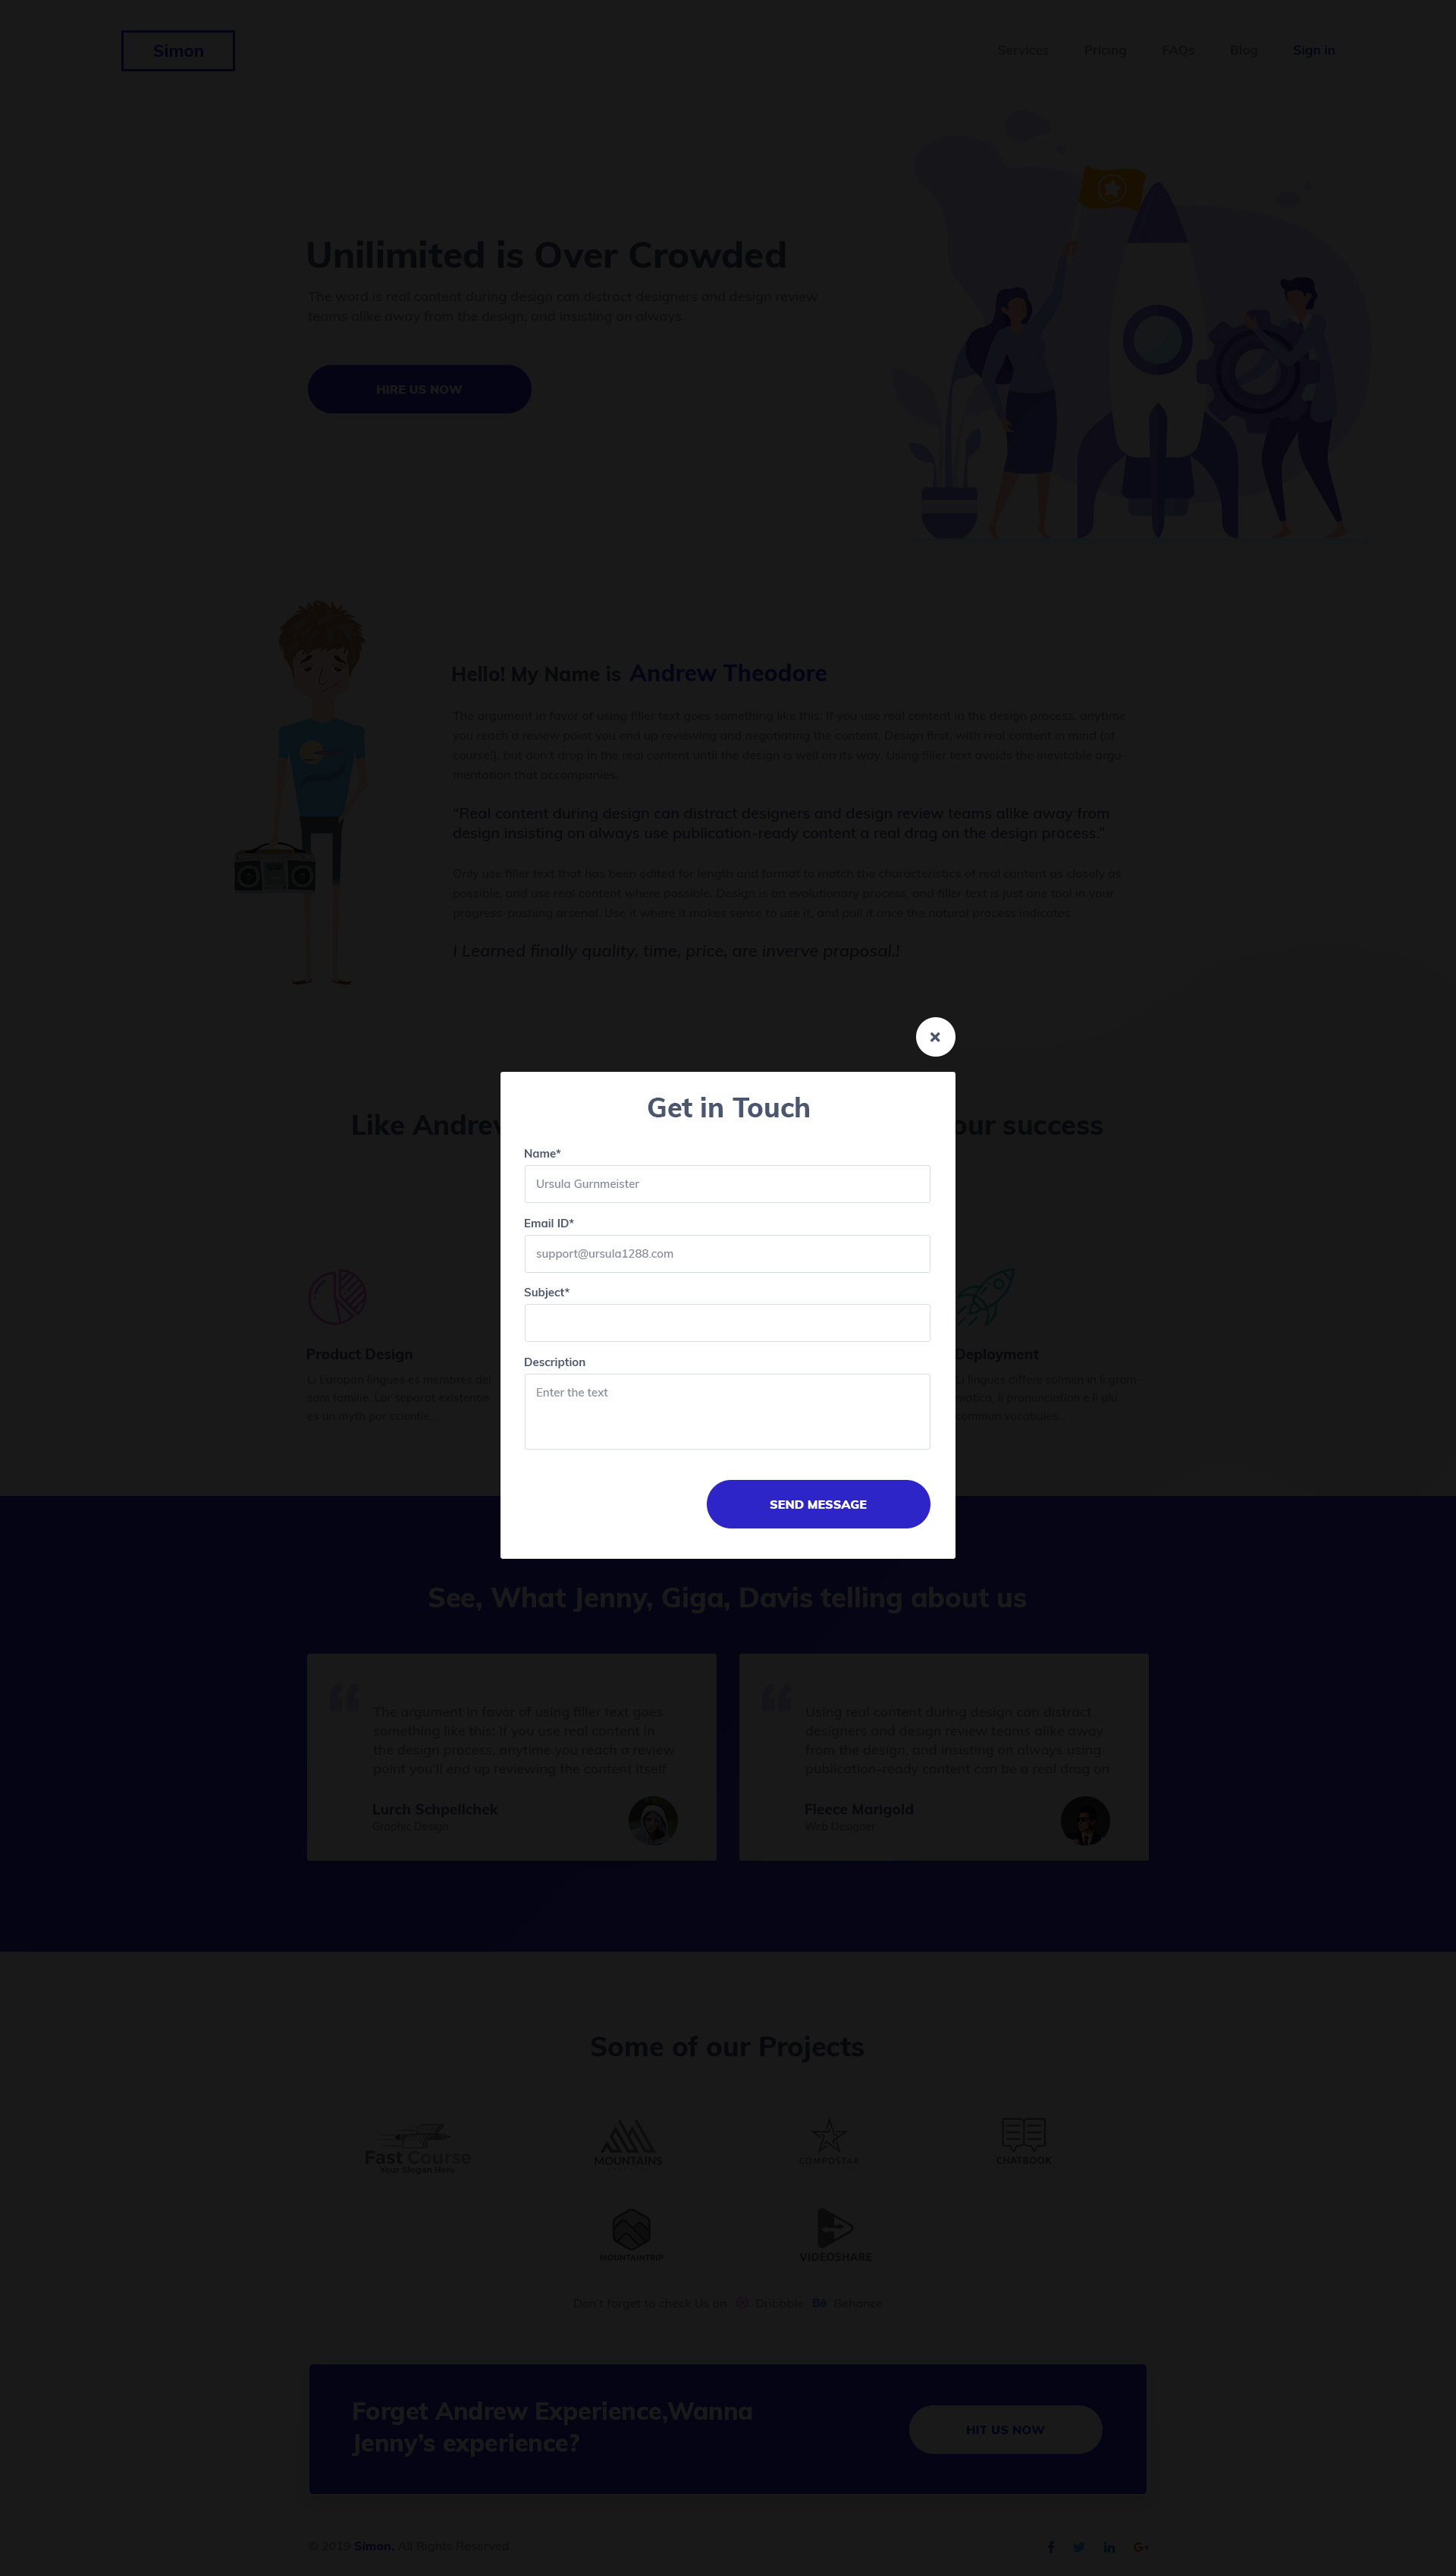 Simon
Services Pricing FAQs Blog Sign in
Unilimited is Over Crowded
The word is real content during design can distract designers and design review
teams alike away from the design, and insisting on always.
HIRE US NOW
Hello! My Name is Andrew Theodore
The argument in favor of using filler text goes something like this: If you use real content in the design process, anytime
you reach a review point you end up reviewing and negotiating the content. Design first, with real content in mind (of
course!), but don't drop in the real content until the design is well on its way. Using filler text avoids the inevitable argu-
mentation that accompanies.
“Real content during design can distract designers and design review teams alike away from
design insisting on always use publication-ready content a real drag on the design process.”
Only use filler text that has been edited for length and format to match the characteristics of real content as closely as
possible, and use real content where possible. Design is an evolutionary process, and filler text is just one tool in your
progress-pushing arsenal. Use it where it makes sense to use it, and pull it once the natural process indicates
I Learned finally quality, time, price, are inverve praposal.!
Like Andrew
our success
Get in Touch
Name*
Ursula Gurnmeister
Email ID*
support@ursula1288.com
Subject*
Description
Enter the text
SEND MESSAGE
Product Design
Li Europan lingues es membres del
sam familie. Lor separat existentie
es un myth por scientie...
Deployment
Li lingues differe solmen in li gram-
matica, li pronunciation e li plu
commun vocabules...
See, What Jenny, Giga, Davis telling about us
The argument in favor of using filler text goes
something like this: If you use real content in
the design process, anytime you reach a review
point you'll end up reviewing the content itself
Lurch Schpellchek
Graphic Design
Using real content during design can distract
designers and design review teams alike away
from the design, and insisting on always using
publication-ready content can be a real drag on
Fleece Marigold
Web Designer
Some of our Projects
Fast Course
Your Slogan Here
MOUNTAINS
COMPOSTAR
CHATBOOK
MOUNTAINTRIP
VIDEOSHARE
Don't forget to check Us on Dribbble Bē Behance
Forget Andrew Experience,Wanna
Jenny's experience?
HIT US NOW
© 2019 Simon. All Rights Reserved